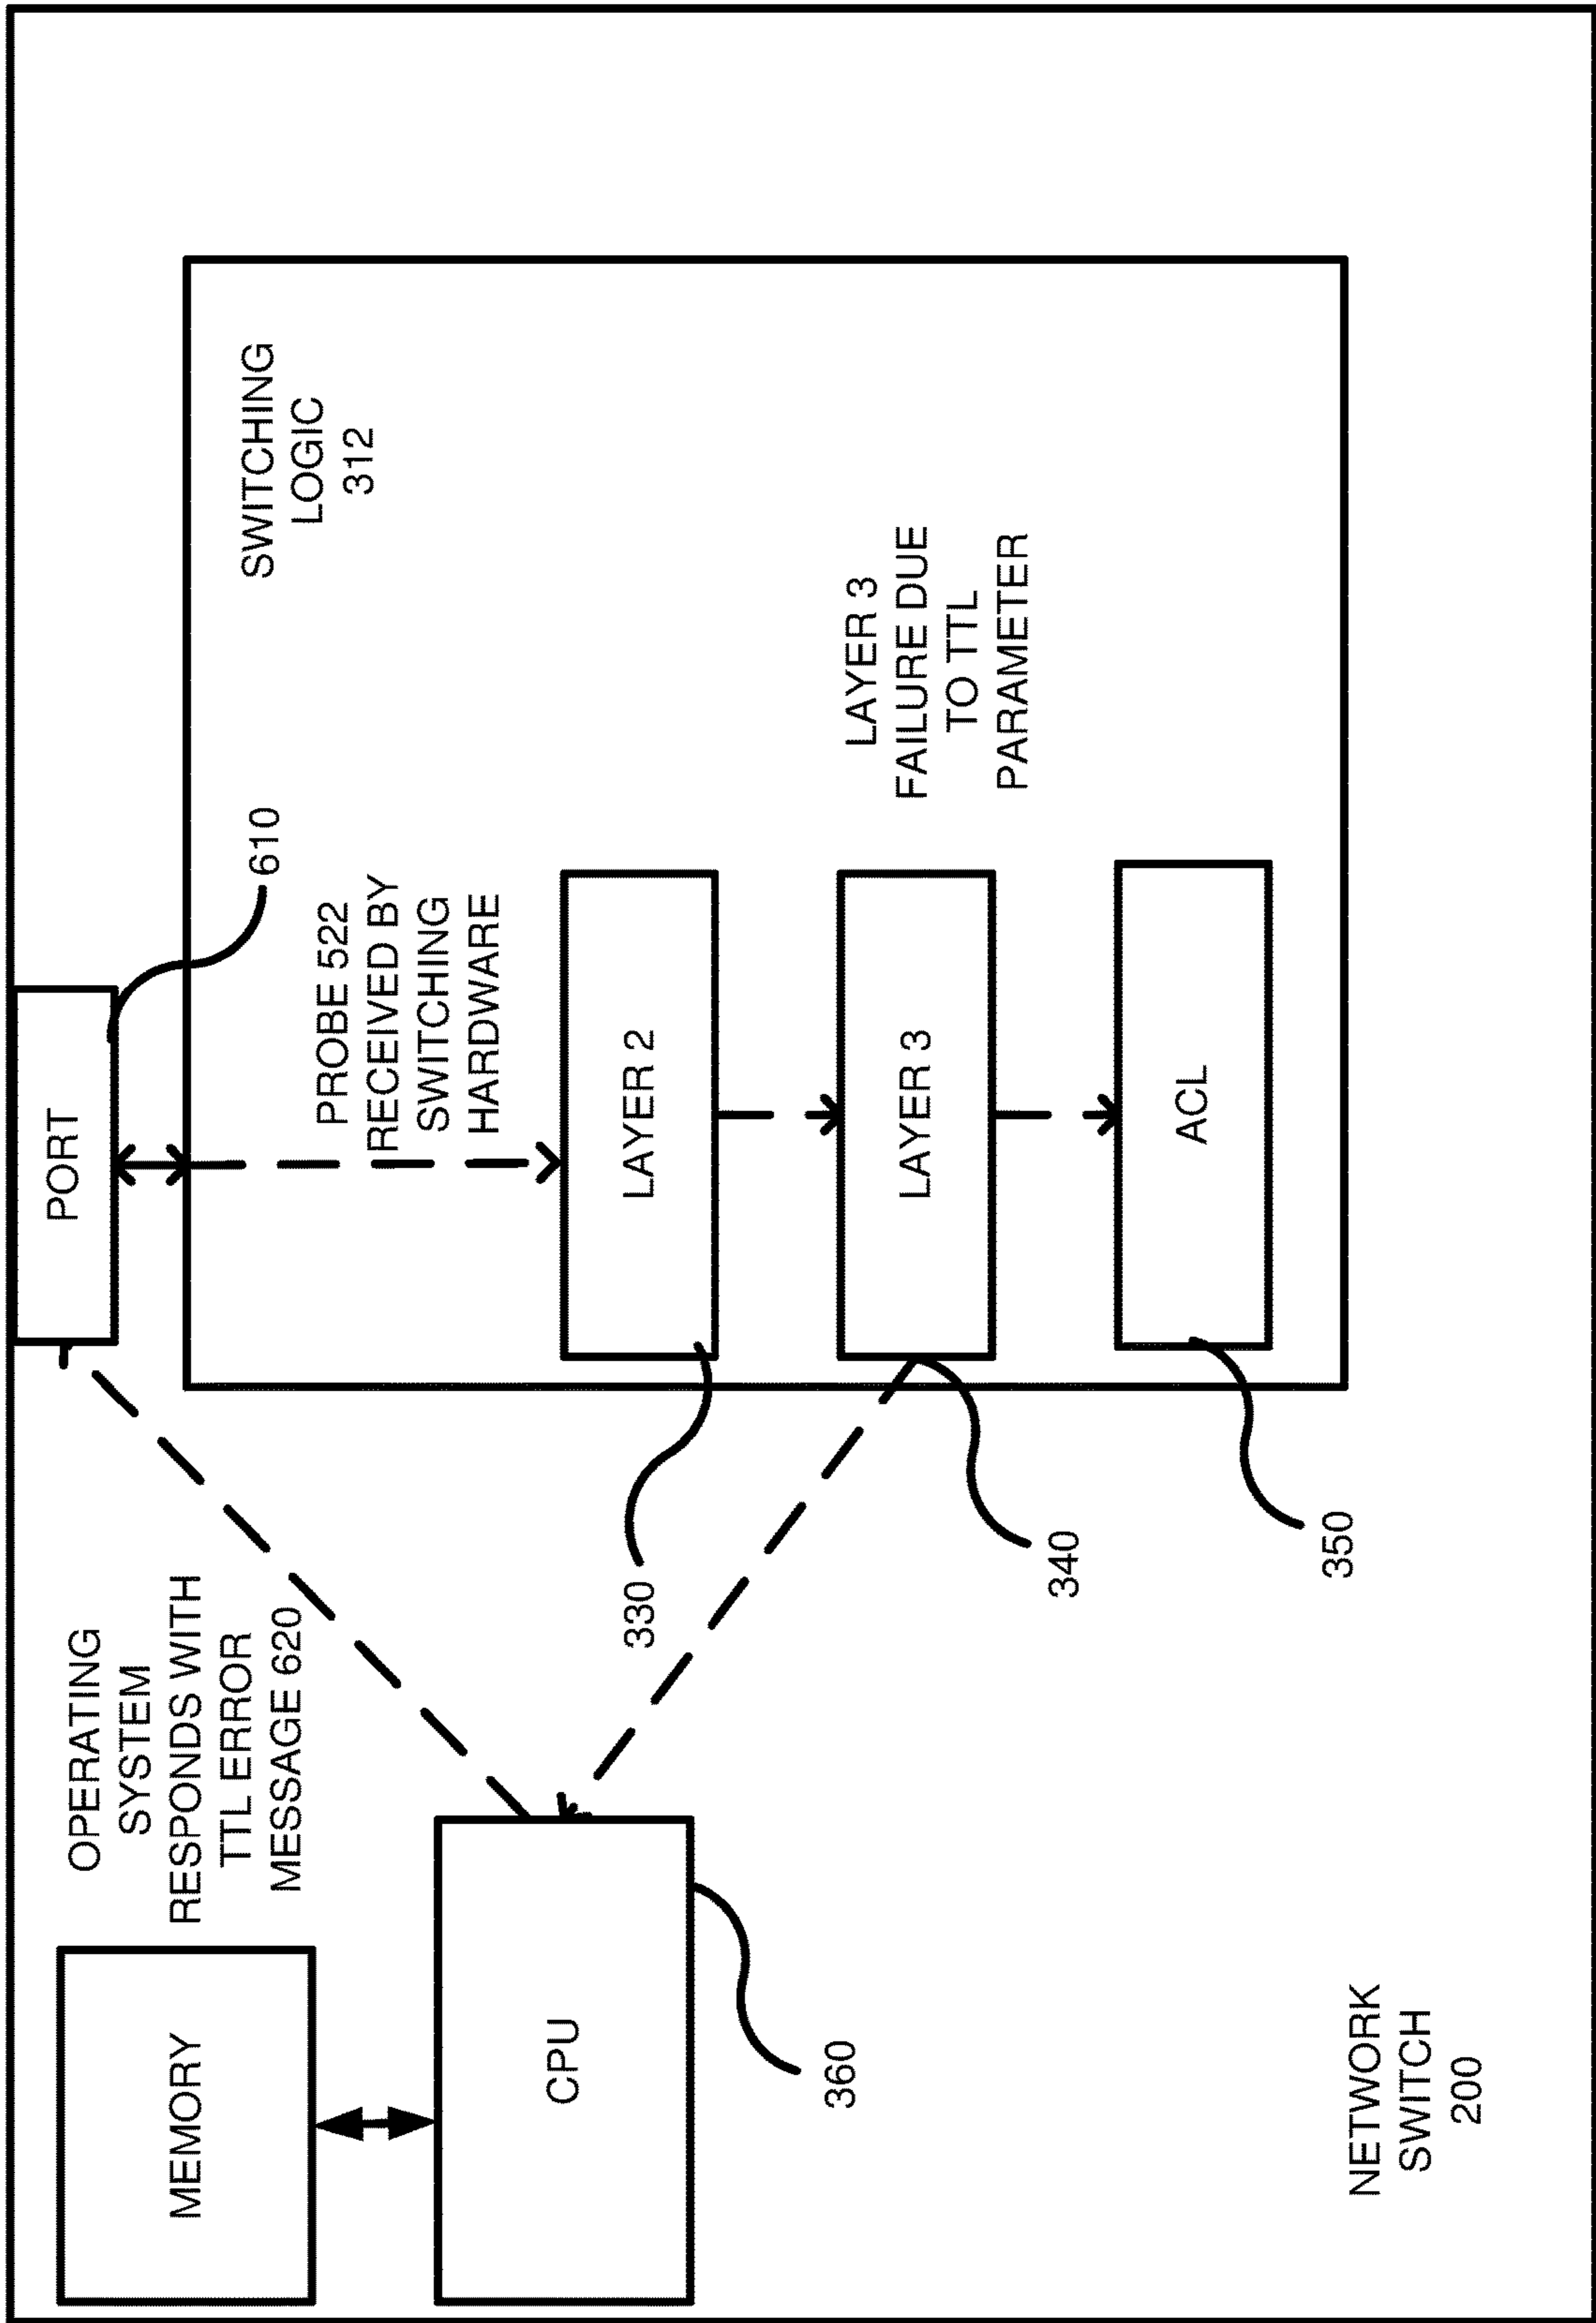 MEMORY
OPERATING
SYSTEM
RESPONDS WITH
TTL ERROR
MESSAGE 620
PORT
610
CPU
360
SWITCHING
LOGIC
312
PROBE 522
RECEIVED BY
SWITCHING
HARDWARE
LAYER 2
330
LAYER 3
340
LAYER 3
FAILURE DUE
TO TTL
PARAMETER
ACL
350
NETWORK
SWITCH
200